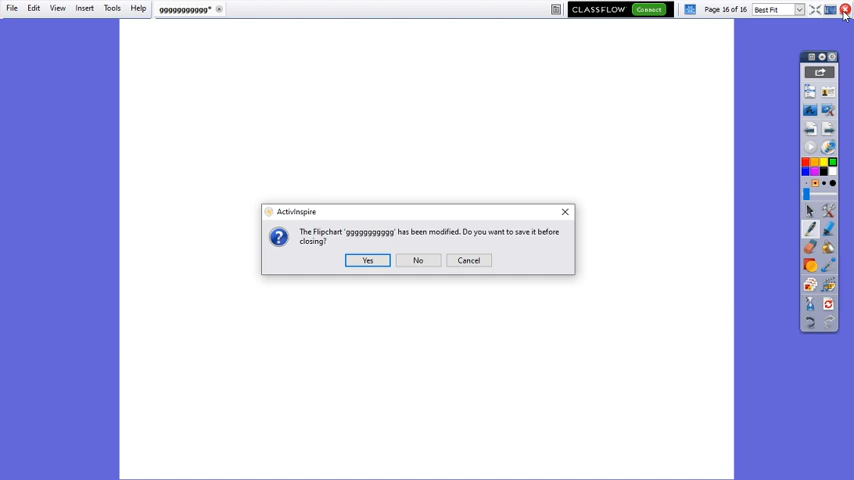 File Edit View Insert Tools Help ggggggggggg* CLASSFLOW Connect Page 16 of 16 Best Fit
ActivInspire
The Flipchart 'ggggggggggg' has been modified. Do you want to save it before
closing?
Yes No Cancel